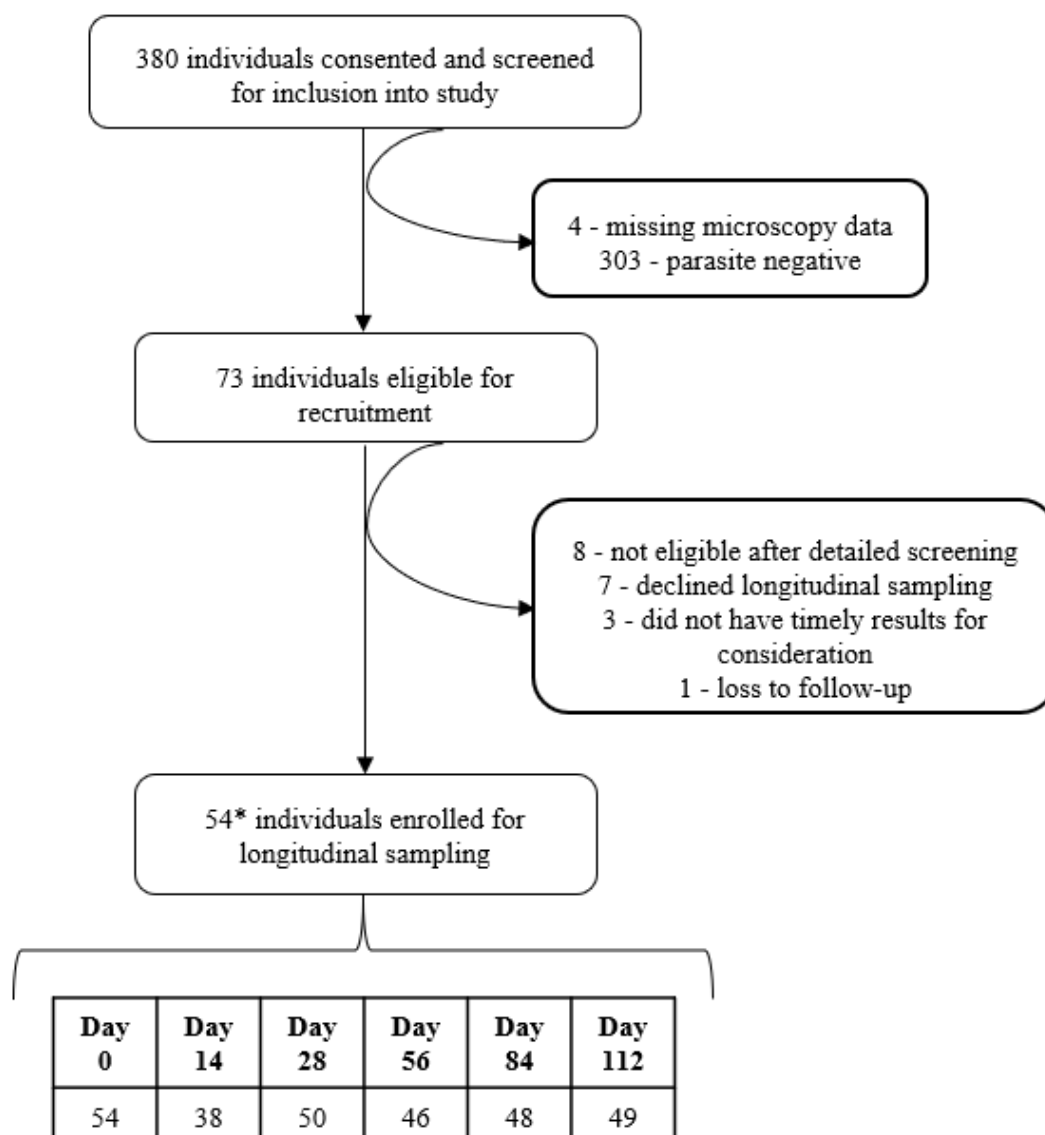 380 individuals consented and screened
for inclusion into study
4 - missing microscopy data
303 - parasite negative
73 individuals eligible for
recruitment
8 - not eligible after detailed screening
7 - declined longitudinal sampling
3 - did not have timely results for
consideration
1 - loss to follow-up
54* individuals enrolled for
longitudinal sampling
Day Day Day Day Day Day
0 14 28 56 84 112
54 38 50 46 48 49